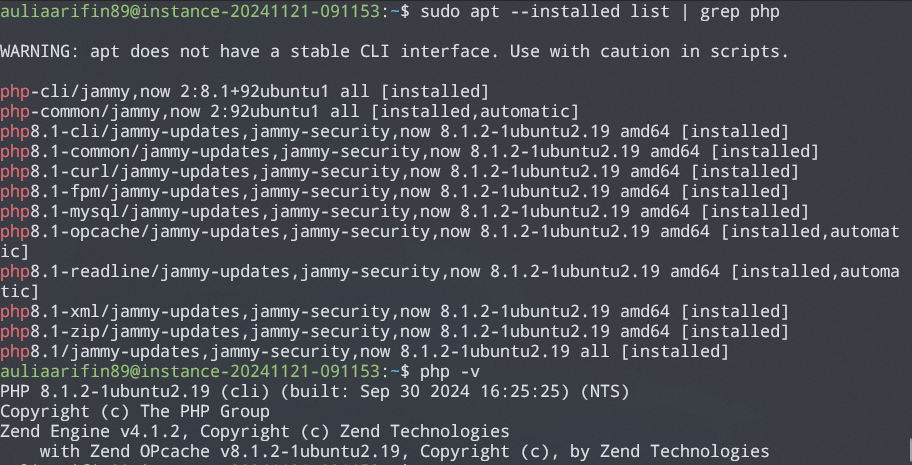 auliaarifin89@instance-20241121-091153:~$ sudo apt --installed list | grep php
WARNING: apt does not have a stable CLI interface. Use with caution in scripts.
php-cli/jammy,now 2:8.1+92ubuntu1 all [installed]
php-common/jammy,now 2:92ubuntu1 all [installed,automatic]
php8.1-cli/jammy-updates,jammy-security,now 8.1.2-1ubuntu2.19 amd64 [installed]
php8.1-common/jammy-updates,jammy-security,now 8.1.2-1ubuntu2.19 amd64 [installed]
php8.1-curl/jammy-updates,jammy-security,now 8.1.2-1ubuntu2.19 amd64 [installed]
php8.1-fpm/jammy-updates,jammy-security,now 8.1.2-1ubuntu2.19 amd64 [installed]
php8.1-mysql/jammy-updates,jammy-security,now 8.1.2-1ubuntu2.19 amd64 [installed]
php8.1-opcache/jammy-updates,jammy-security,now 8.1.2-1ubuntu2.19 amd64 [installed,automat
ic]
php8.1-readline/jammy-updates,jammy-security,now 8.1.2-1ubuntu2.19 amd64 [installed,automa
tic]
php8.1-xml/jammy-updates,jammy-security,now 8.1.2-1ubuntu2.19 amd64 [installed]
php8.1-zip/jammy-updates,jammy-security,now 8.1.2-1ubuntu2.19 amd64 [installed]
php8.1/jammy-updates,jammy-security,now 8.1.2-1ubuntu2.19 all [installed]
auliaarifin89@instance-20241121-091153:~$ php -v
PHP 8.1.2-1ubuntu2.19 (cli) (built: Sep 30 2024 16:25:25) (NTS)
Copyright (c) The PHP Group
Zend Engine v4.1.2, Copyright (c) Zend Technologies
    with Zend OPcache v8.1.2-1ubuntu2.19, Copyright (c), by Zend Technologies